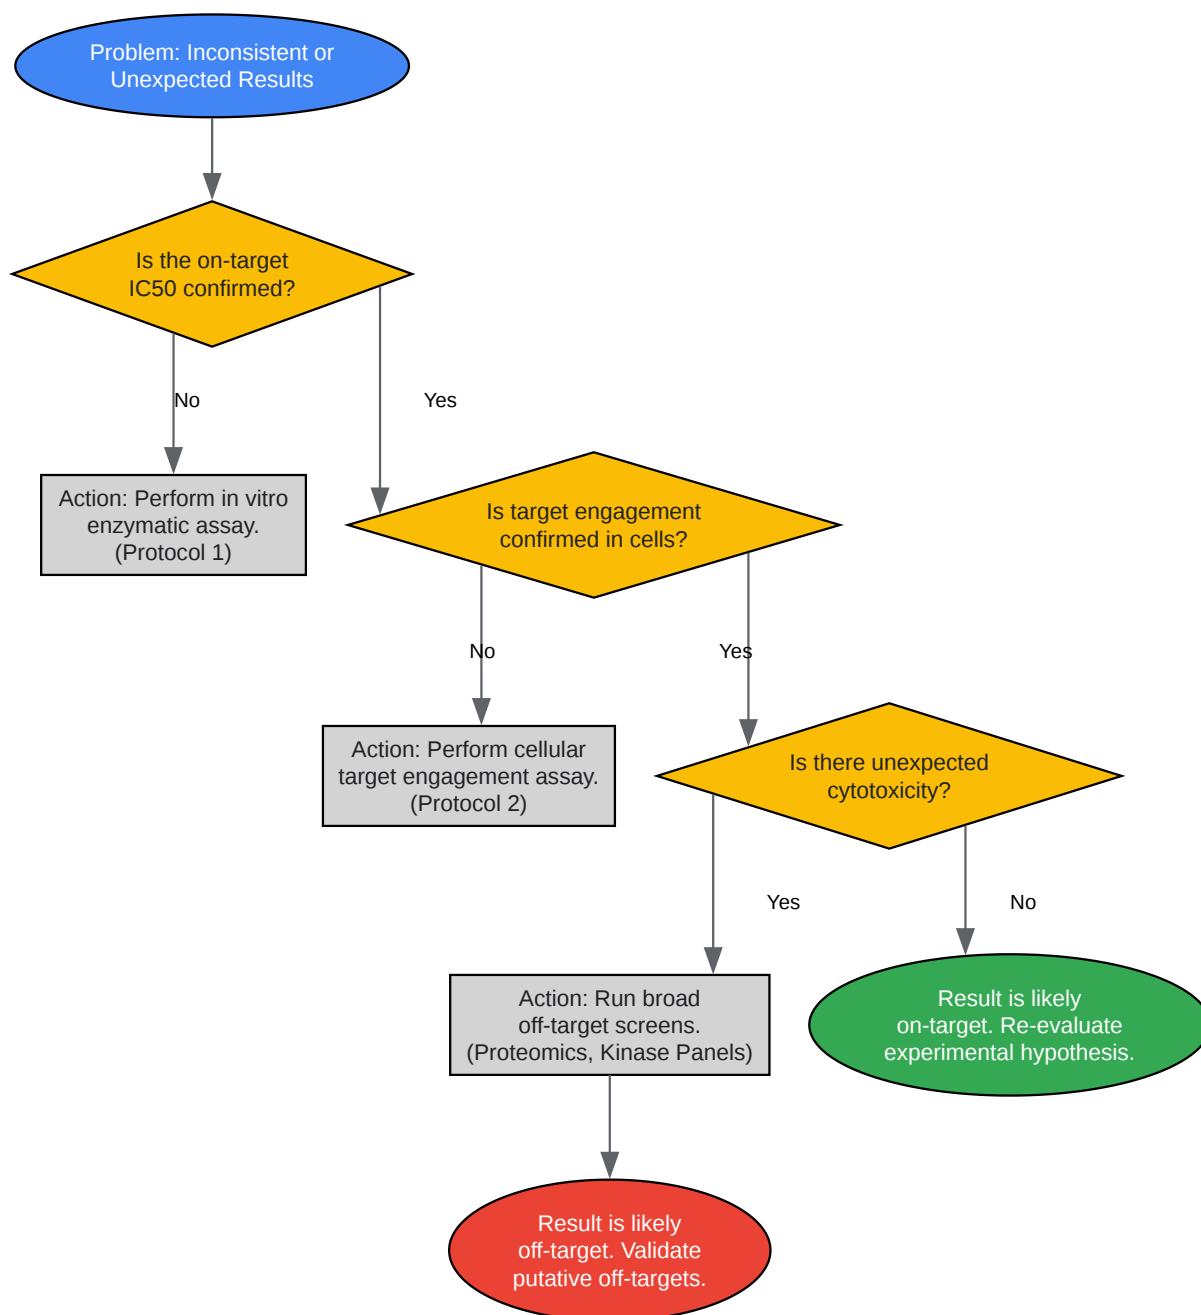 Problem: Inconsistent or
Unexpected Results
Is the on-target
IC50 confirmed?
No
Yes
Action: Perform in vitro
enzymatic assay.
(Protocol 1)
Is target engagement
confirmed in cells?
No
Yes
Action: Perform cellular
target engagement assay.
(Protocol 2)
Is there unexpected
cytotoxicity?
Yes
No
Action: Run broad
off-target screens.
(Proteomics, Kinase Panels)
Result is likely
on-target. Re-evaluate
experimental hypothesis.
Result is likely
off-target. Validate
putative off-targets.